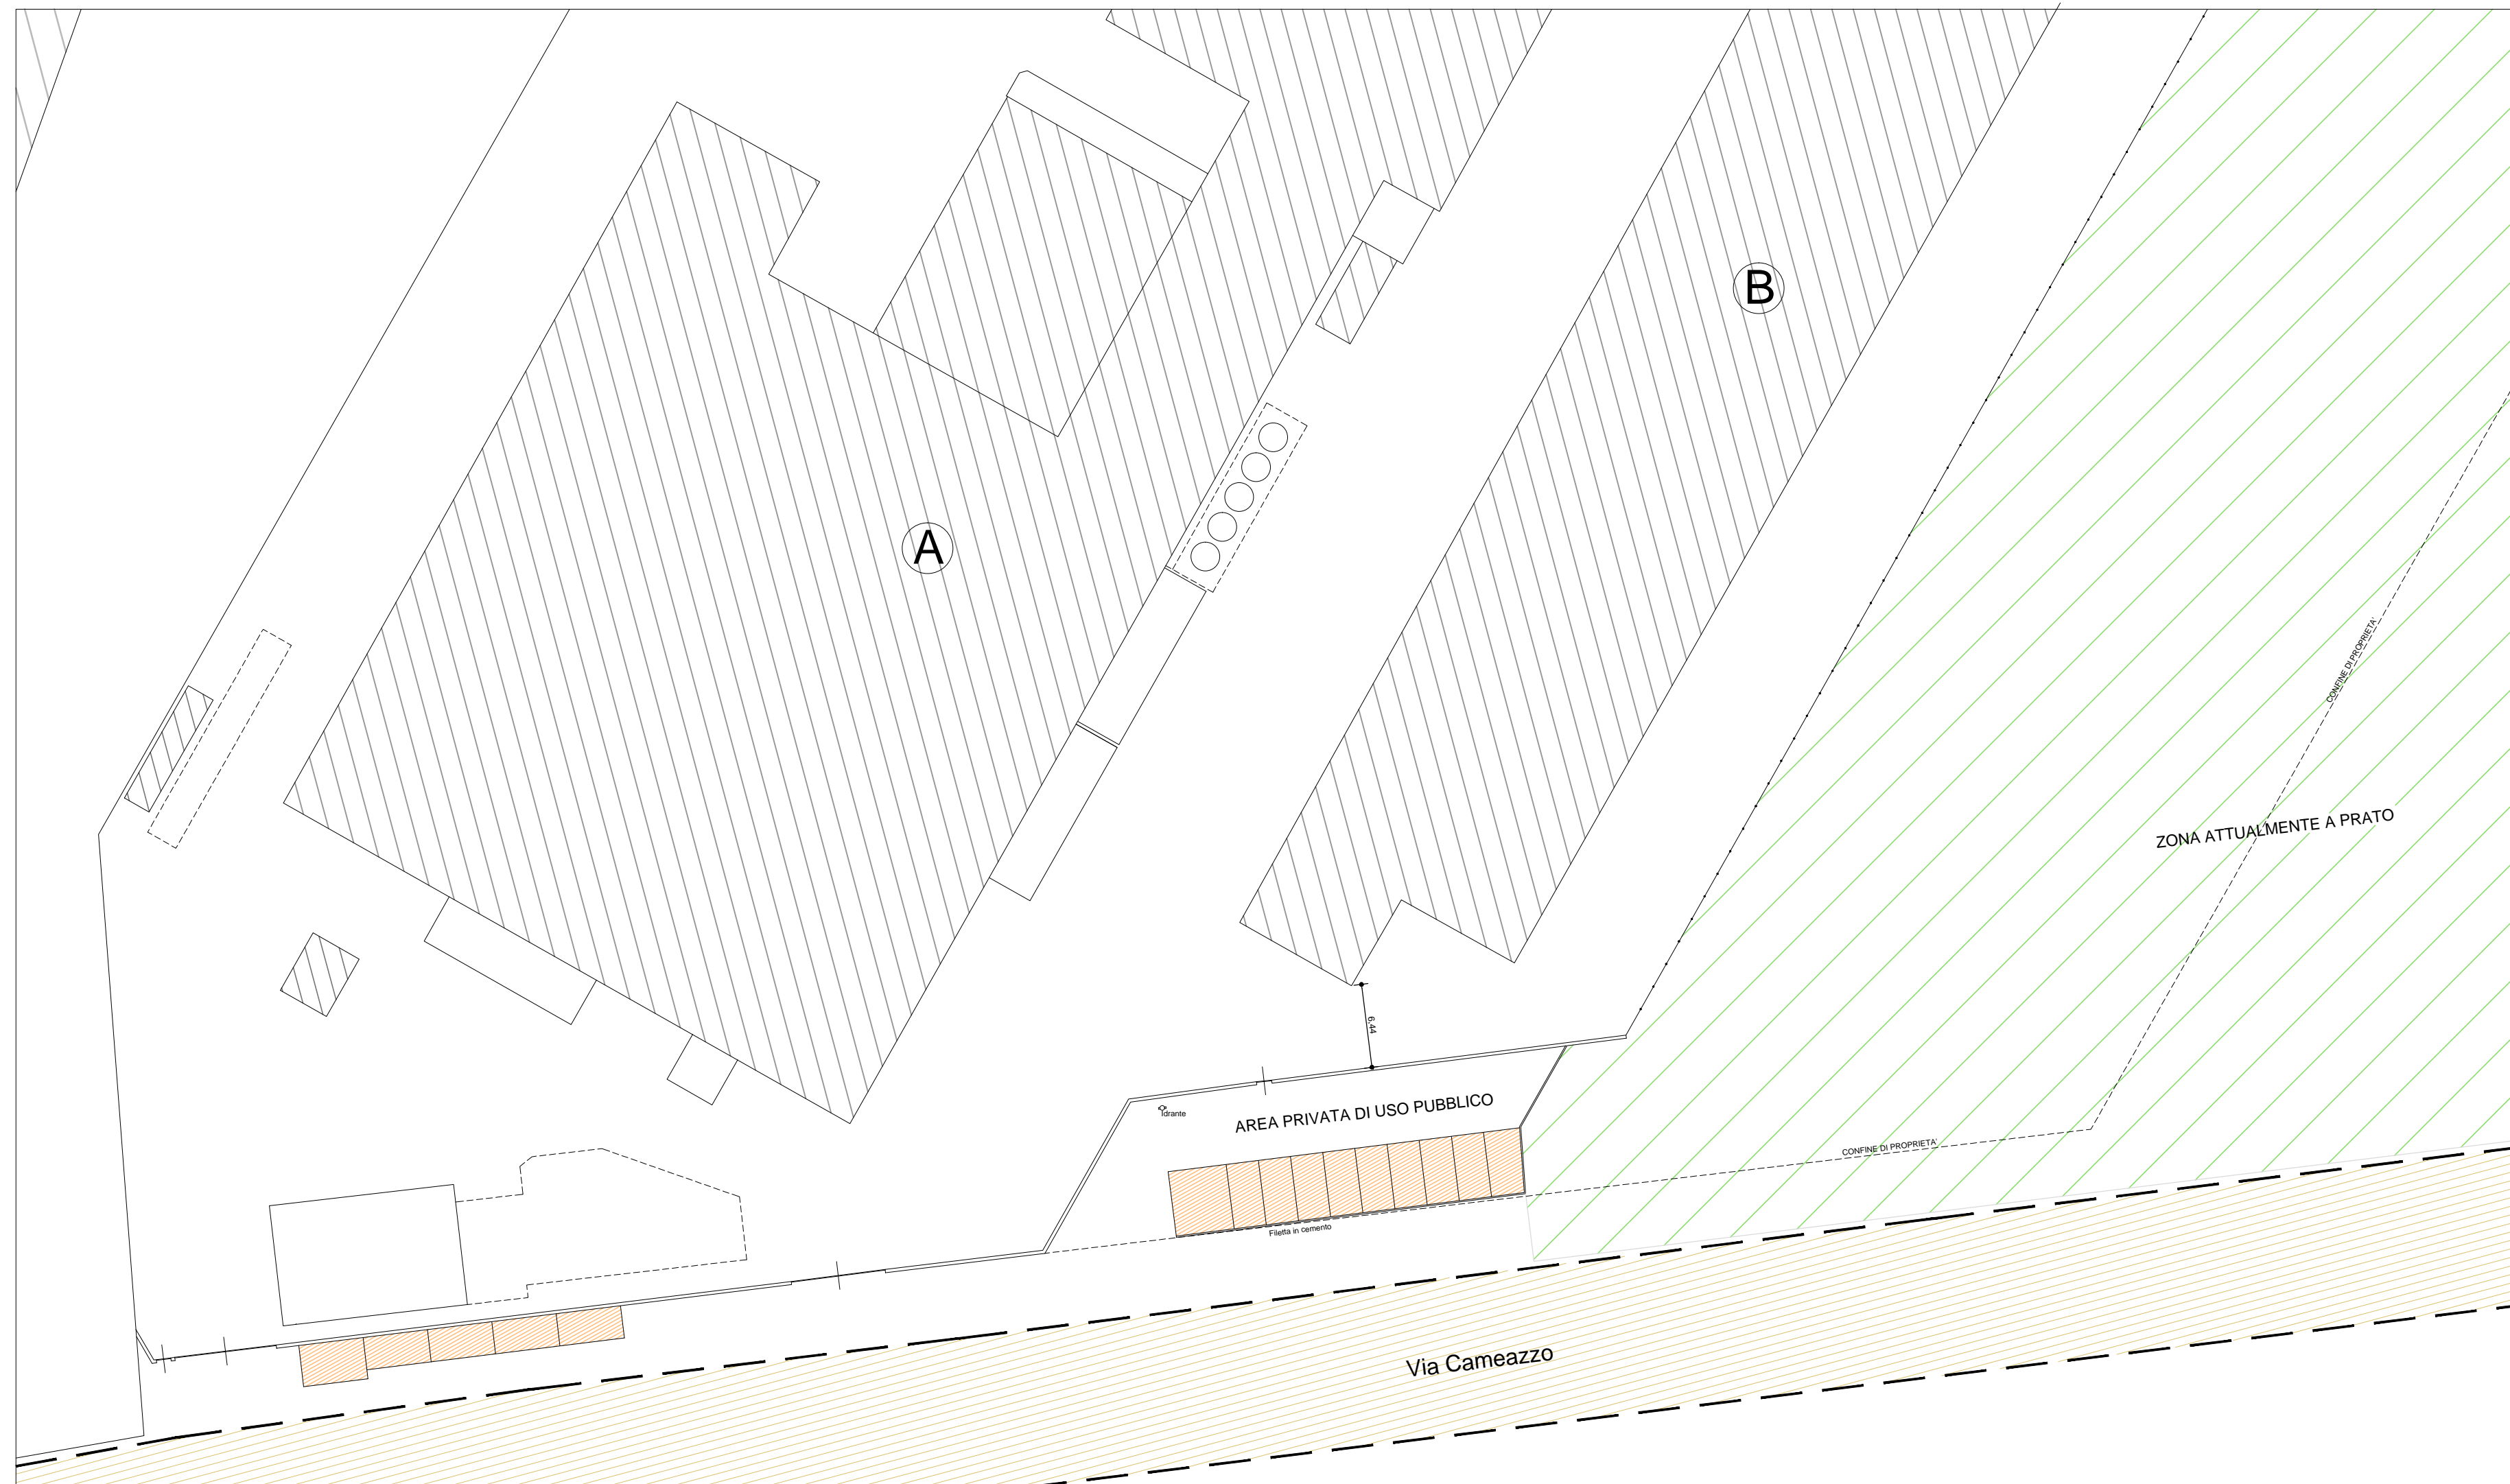 B
A
CONFINE DI PROPRIETA'
ZONA ATTUALMENTE A PRATO
6,44
Idrante
AREA PRIVATA DI USO PUBBLICO
CONFINE DI PROPRIETA'
Filetta in cemento
Via Cameazzo